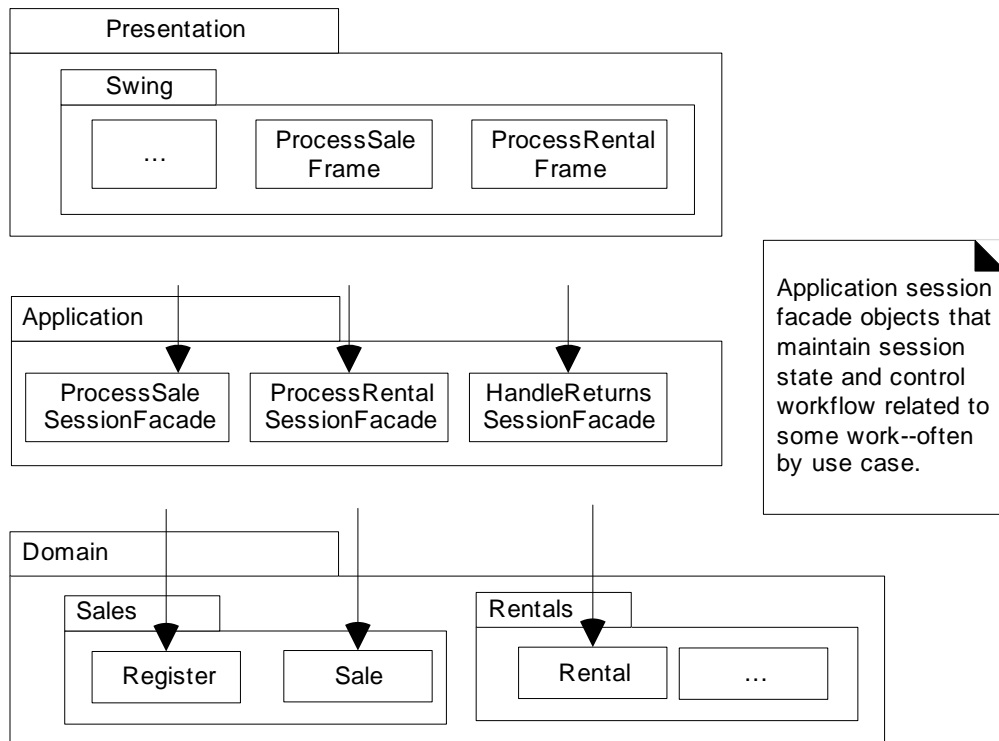 Presentation
Swing
...
ProcessSale
Frame
ProcessRental
Frame
Application
ProcessSale
SessionFacade
ProcessRental
SessionFacade
HandleReturns
SessionFacade
Application session
facade objects that
maintain session
state and control
workflow related to
some work--often
by use case.
Domain
Sales
Register
Sale
Rentals
Rental
...